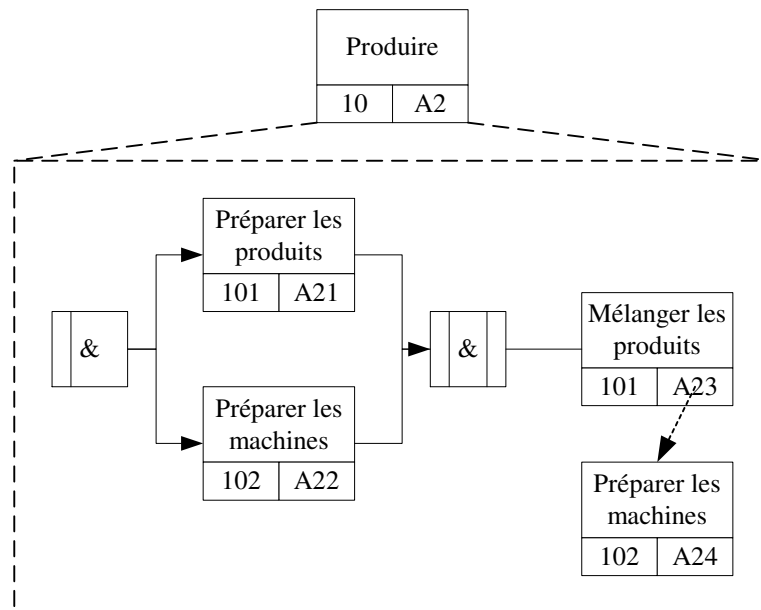 Produire
10 A2
Préparer les
produits
101 A21
&
&
Mélanger les
produits
101 A23
Préparer les
machines
102 A22
Préparer les
machines
102 A24